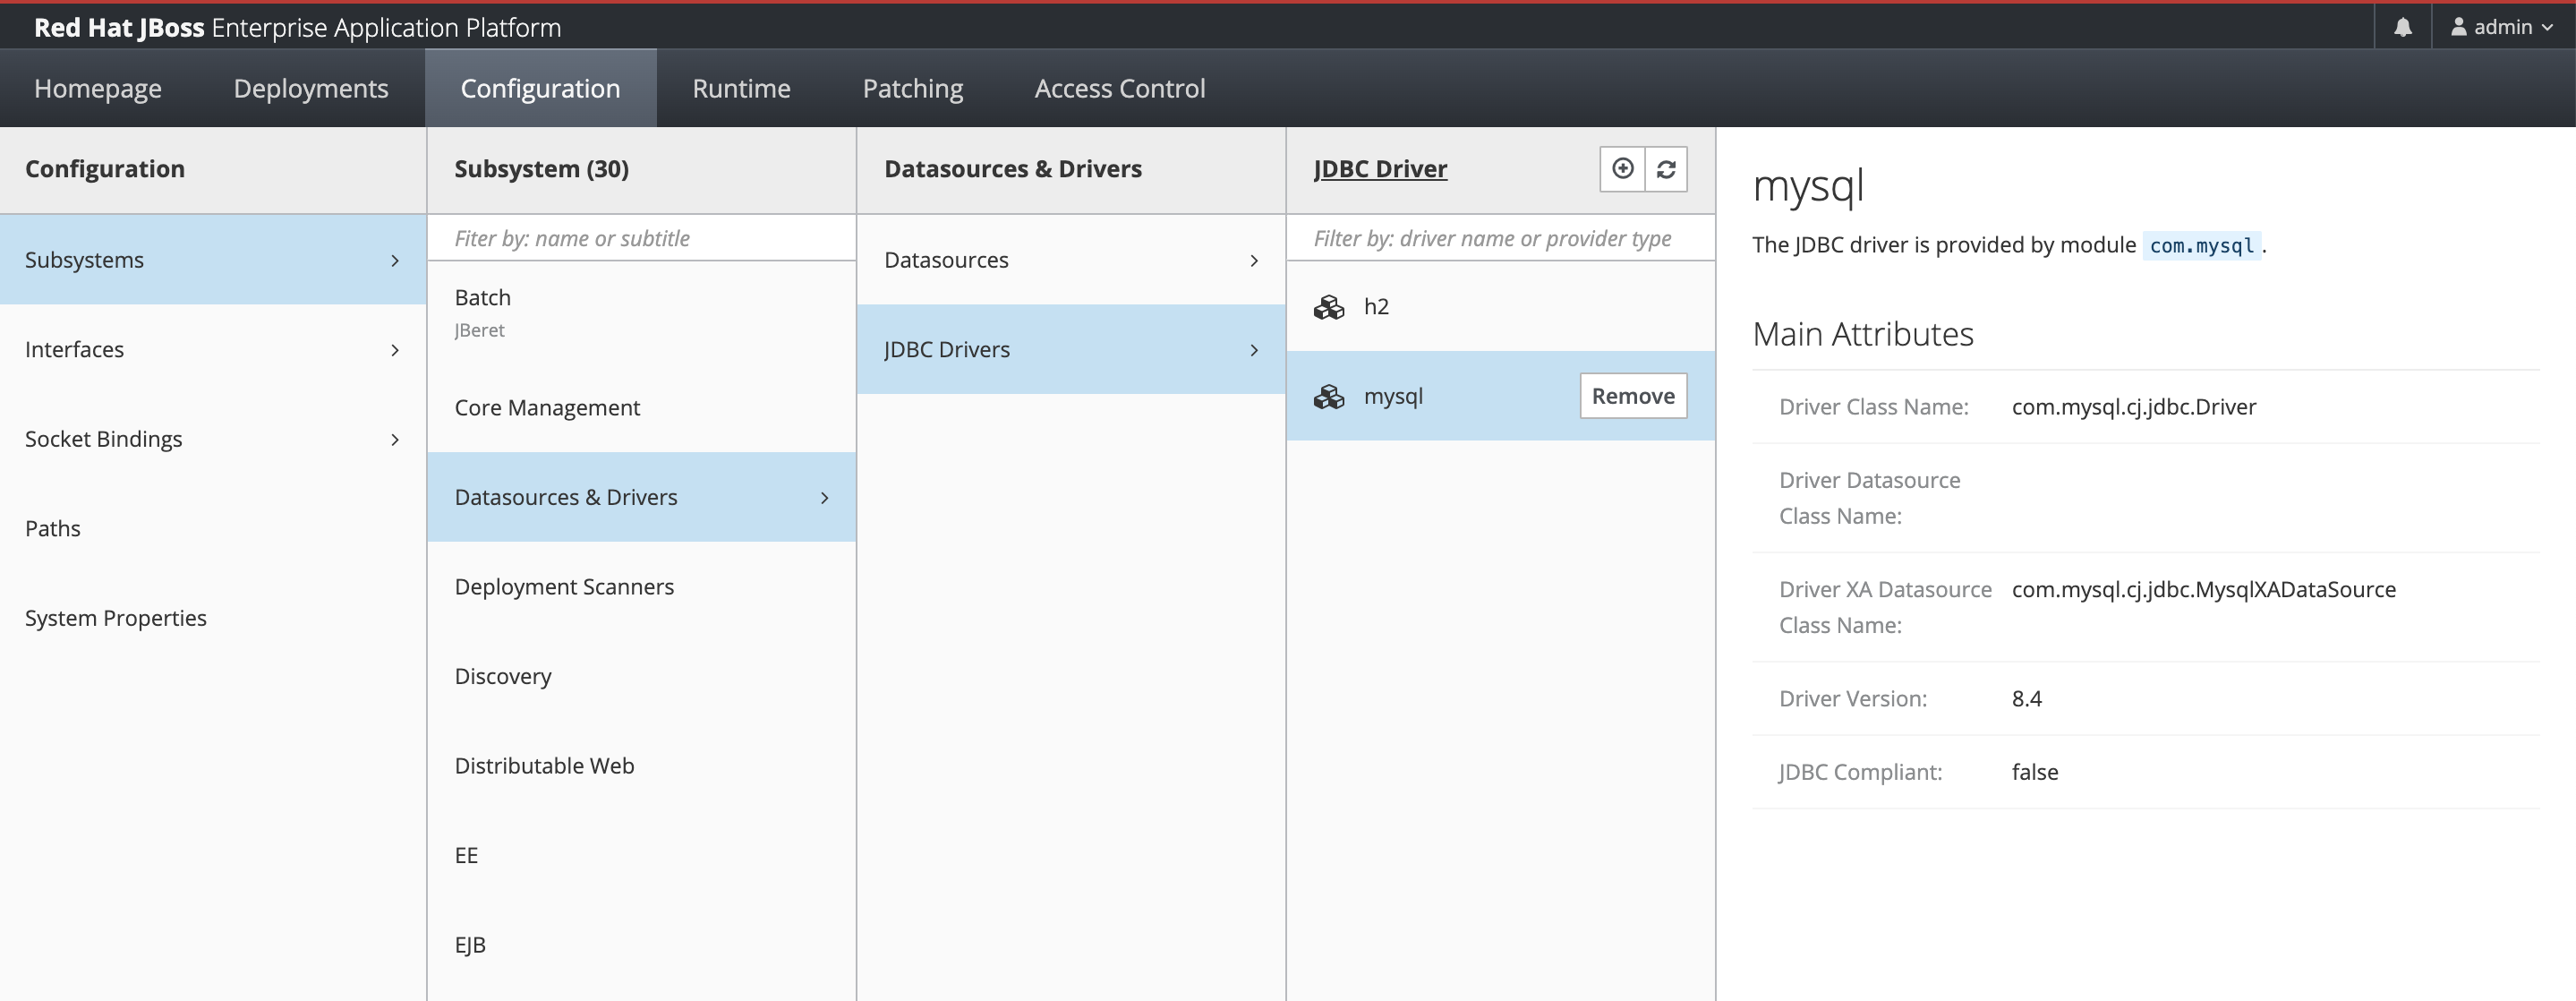 Red Hat JBoss Enterprise Application Platform
admin
Homepage Deployments Configuration Runtime Patching Access Control
Configuration
Subsystems
Interfaces
Socket Bindings
Paths
System Properties
Subsystem (30)
Fiter by: name or subtitle
Batch
JBeret
Core Management
Datasources & Drivers
Deployment Scanners
Discovery
Distributable Web
EE
EJB
Datasources & Drivers
Datasources
JDBC Drivers
JDBC Driver
Filter by: driver name or provider type
h2
mysql Remove
mysql
The JDBC driver is provided by module com.mysql.
Main Attributes
Driver Class Name: com.mysql.cj.jdbc.Driver
Driver Datasource
Class Name:
Driver XA Datasource com.mysql.cj.jdbc.MysqlXADataSource
Class Name:
Driver Version: 8.4
JDBC Compliant: false